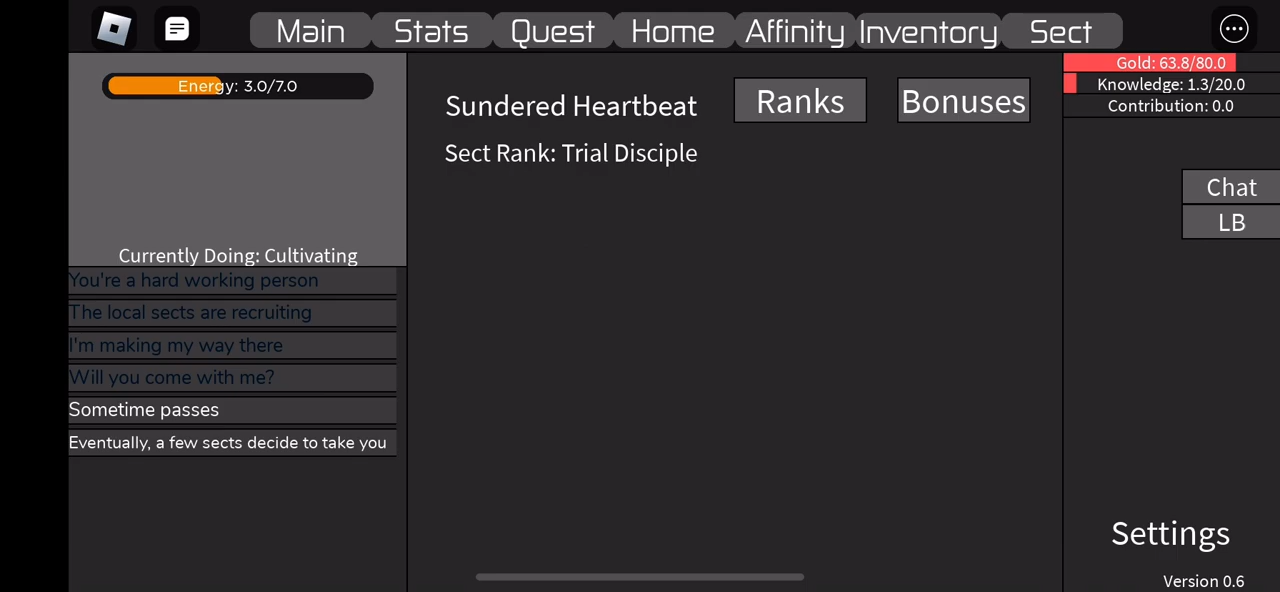 Main
Stats
Quest
Home
Affinity
Inventory
Sect
Energy: 3.0/7.0
Currently Doing: Cultivating
You're a hard working person
The local sects are recruiting
I'm making my way there
Will you come with me?
Sometime passes
Eventually, a few sects decide to take you
Sundered Heartbeat
Ranks
Bonuses
Sect Rank: Trial Disciple
Gold: 63.8/80.0
Knowledge: 1.3/20.0
Contribution: 0.0
Chat
LB
Settings
Version 0.6